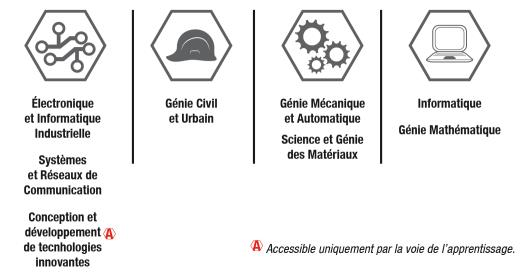 Électronique
et Informatique
Industrielle
Systèmes
et Réseaux de
Communication
Conception et
développement A
de tecnhologies
innovantes
Génie Civil
et Urbain
Génie Mécanique
et Automatique
Science et Génie
des Matériaux
Informatique
Génie Mathématique
A Accessible uniquement par la voie de l'apprentissage.